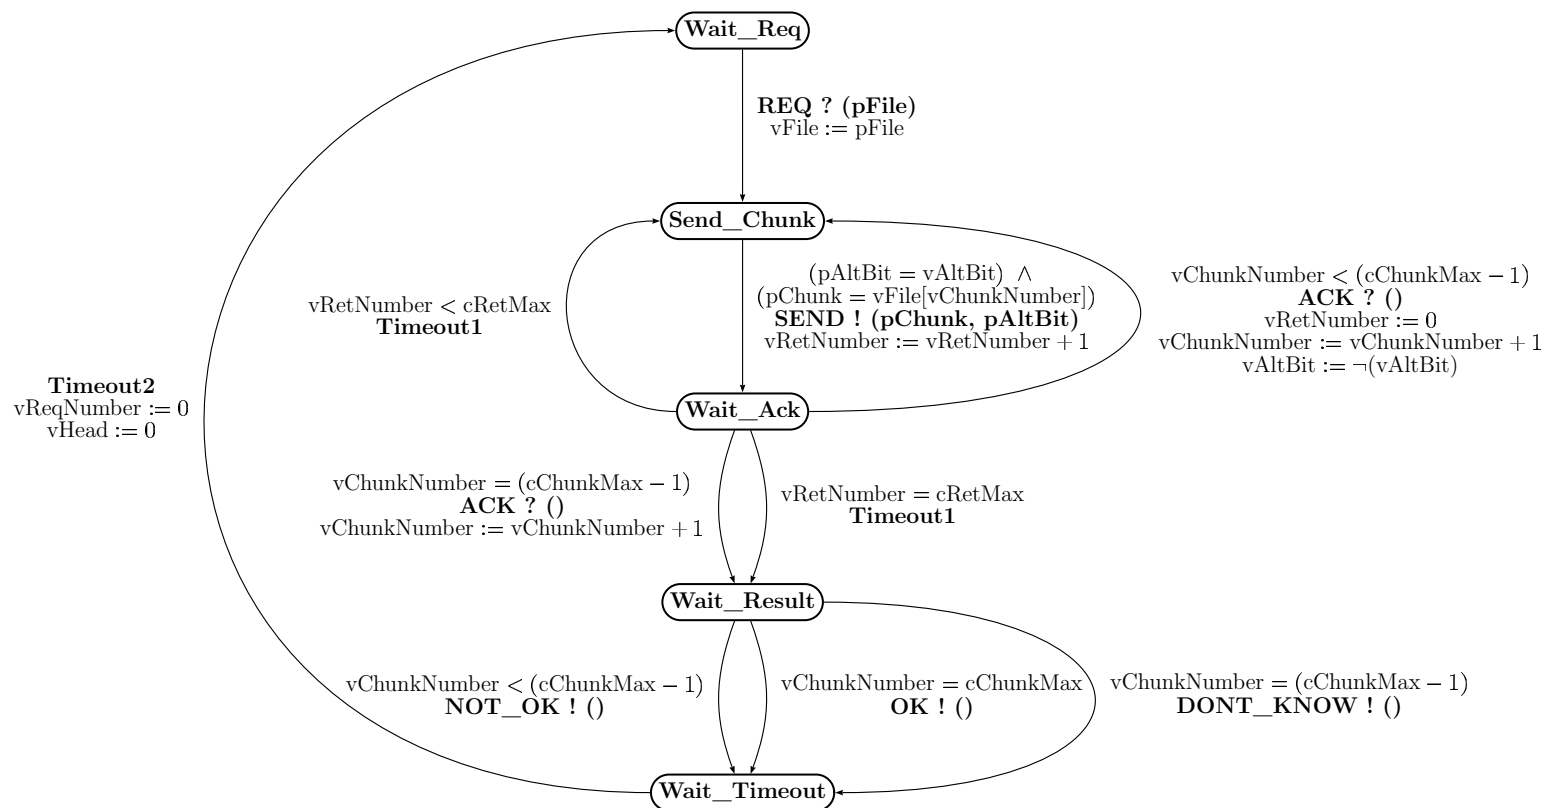 Wait_Req
REQ ? (pFile)
vFile := pFile
Send_Chunk
vRetNumber < cRetMax
Timeout1
(pAltBit = vAltBit) ∧
(pChunk = vFile[vChunkNumber])
SEND ! (pChunk, pAltBit)
vRetNumber := vRetNumber + 1
vChunkNumber < (cChunkMax − 1)
ACK ? ()
vRetNumber := 0
vChunkNumber := vChunkNumber + 1
vAltBit := ¬(vAltBit)
Timeout2
vReqNumber := 0
vHead := 0
Wait_Ack
vChunkNumber = (cChunkMax − 1)
ACK ? ()
vChunkNumber := vChunkNumber + 1
vRetNumber = cRetMax
Timeout1
Wait_Result
vChunkNumber < (cChunkMax − 1)
NOT_OK ! ()
vChunkNumber = cChunkMax
OK ! ()
vChunkNumber = (cChunkMax − 1)
DONT_KNOW ! ()
Wait_Timeout